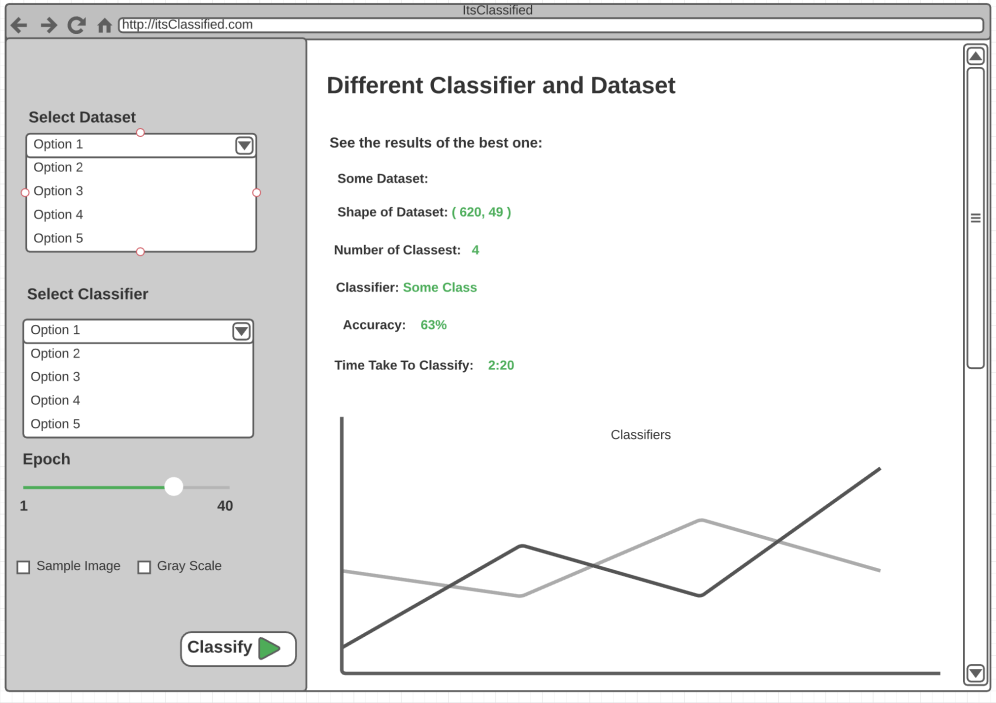 ItsClassified
http://itsClassified.com
Select Dataset
Option 1
Option 2
Option 3
Option 4
Option 5
Select Classifier
Option 1
Option 2
Option 3
Option 4
Option 5
Epoch
1 40
Sample Image Gray Scale
Classify
Different Classifier and Dataset
See the results of the best one:
Some Dataset:
Shape of Dataset: ( 620, 49 )
Number of Classest: 4
Classifier: Some Class
Accuracy: 63%
Time Take To Classify: 2:20
Classifiers